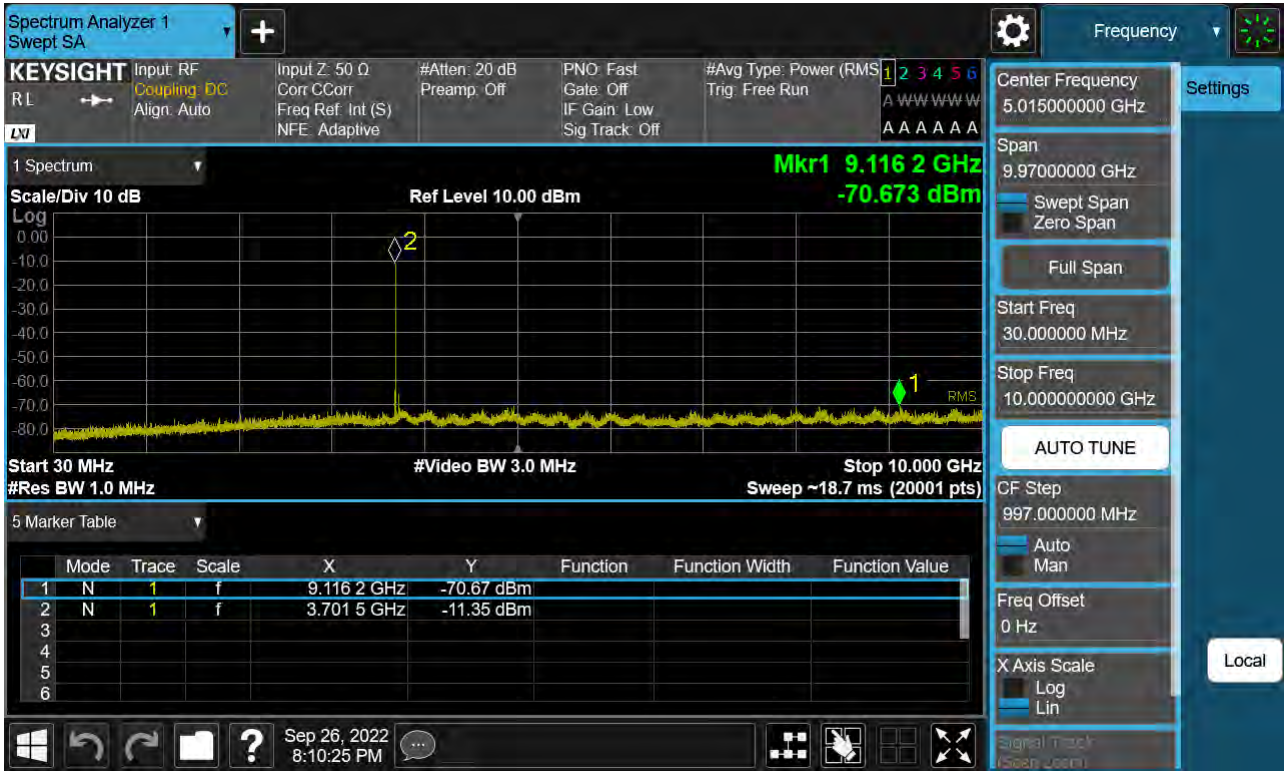 Spectrum Analyzer 1
Swept SA
+
Frequency
KEYSIGHT
RL
LXI
Input: RF
Coupling: DC
Align: Auto
Input Z: 50 Ω
Corr CCorr
Freq Ref: Int (S)
NFE: Adaptive
#Atten: 20 dB
Preamp: Off
PNO: Fast
Gate: Off
IF Gain: Low
Sig Track: Off
#Avg Type: Power (RMS
Trig: Free Run
1 2 3 4 5 6
A W W W W W
A A A A A A
1 Spectrum
Mkr1 9.116 2 GHz
Scale/Div 10 dB
Ref Level 10.00 dBm
-70.673 dBm
Log
0.00
-10.0
-20.0
-30.0
-40.0
-50.0
-60.0
-70.0
-80.0
2
1
RMS
Start 30 MHz
#Video BW 3.0 MHz
Stop 10.000 GHz
#Res BW 1.0 MHz
Sweep ~18.7 ms (20001 pts)
5 Marker Table
Mode Trace Scale X Y Function Function Width Function Value
1 N 1 f 9.116 2 GHz -70.67 dBm
2 N 1 f 3.701 5 GHz -11.35 dBm
3
4
5
6
Center Frequency
5.015000000 GHz
Span
9.97000000 GHz
Swept Span
Zero Span
Full Span
Start Freq
30.000000 MHz
Stop Freq
10.000000000 GHz
AUTO TUNE
CF Step
997.000000 MHz
Auto
Man
Freq Offset
0 Hz
X Axis Scale
Log
Lin
Signal Track
(Span Zoom)
Settings
Local
?
Sep 26, 2022
8:10:25 PM